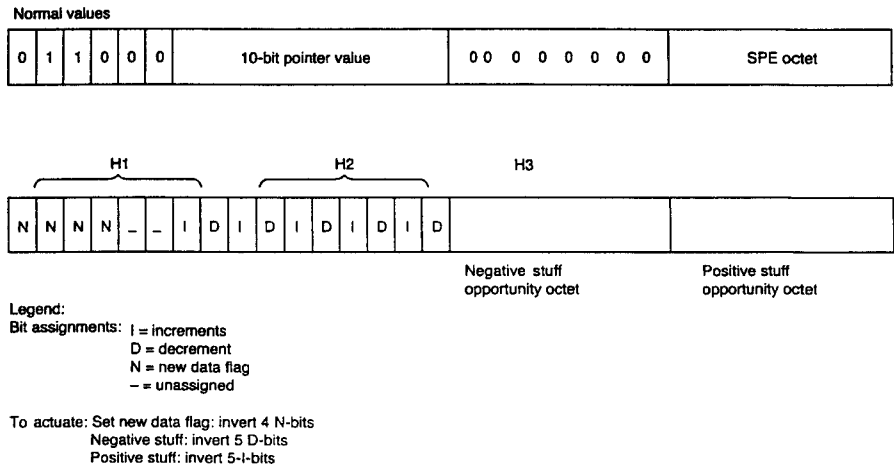 Normal values
0 1 1 0 0 0 10-bit pointer value 0 0 0 0 0 0 0 0 SPE octet
H1 H2 H3
N N N N – – I D I D I D I D I D
Negative stuff Positive stuff
opportunity octet opportunity octet
Legend:
Bit assignments: I = increments
D = decrement
N = new data flag
– = unassigned
To actuate: Set new data flag: invert 4 N-bits
Negative stuff: invert 5 D-bits
Positive stuff: invert 5-I-bits